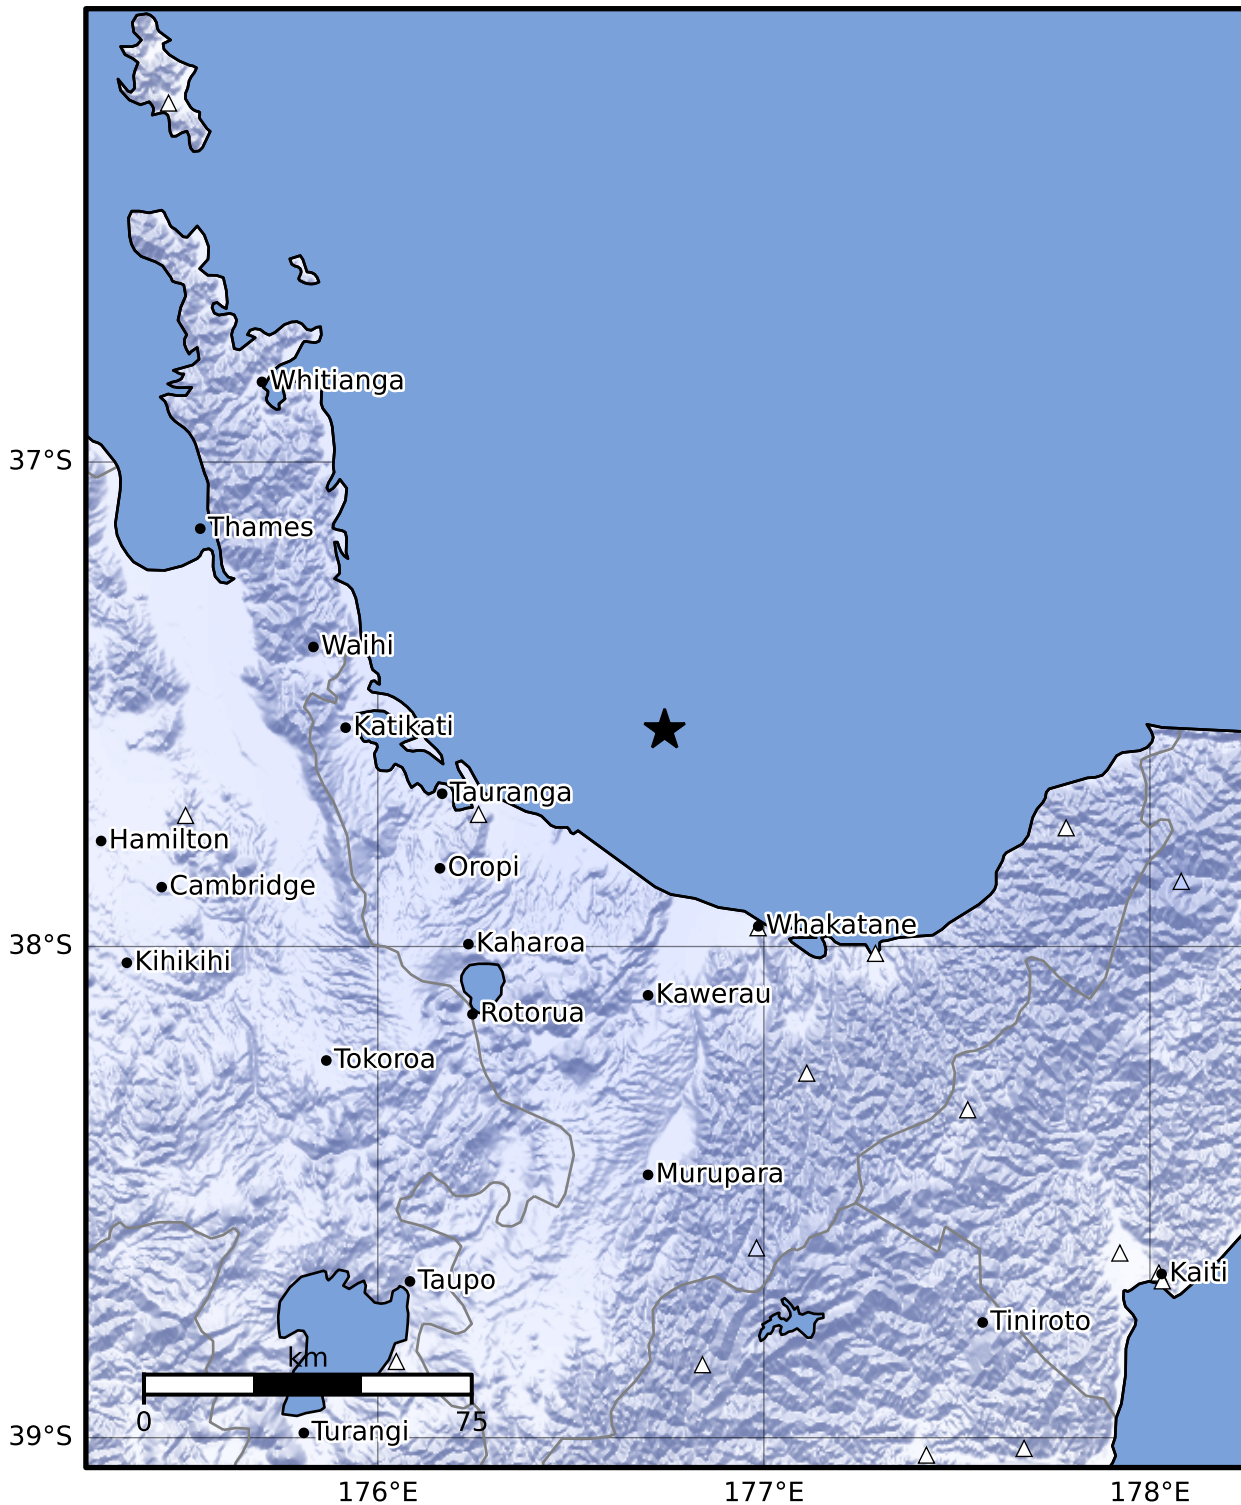 Whitianga
37°S
Thames
Waihi
Katikati
Tauranga
Hamilton
Oropi
Cambridge
Whakatane
38°S
Kaharoa
Kihikihi
Kawerau
Rotorua
Tokoroa
Murupara
Taupo
Kaiti
Tiniroto
km
0
75
Turangi
39°S
176°E
177°E
178°E